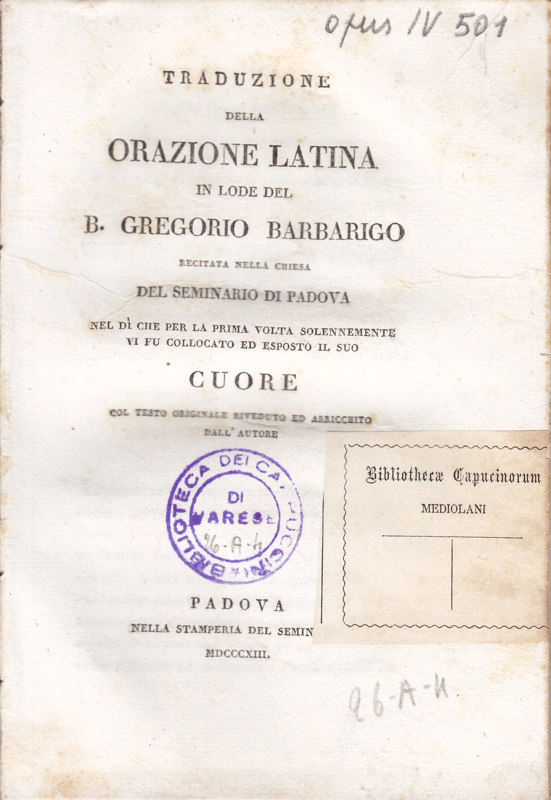 opus IV 501
TRADUZIONE
DELLA
ORAZIONE LATINA
IN LODE DEL
B. GREGORIO BARBARIGO
RECITATA NELLA CHIESA
DEL SEMINARIO DI PADOVA
NEL DÌ CHE PER LA PRIMA VOLTA SOLENNEMENTE
VI FU COLLOCATO ED ESPOSTO IL SUO
CUORE
COL TESTO ORIGINALE RIVEDUTO ED ARRICCHITO
DALL' AUTORE
BIBLIOTECA DEI CAPPUCCINI
DI
VARESE
26-A-4
Bibliothecæ Capucinorum
MEDIOLANI
PADOVA
NELLA STAMPERIA DEL SEMIN
MDCCCXIII.
26-A-4